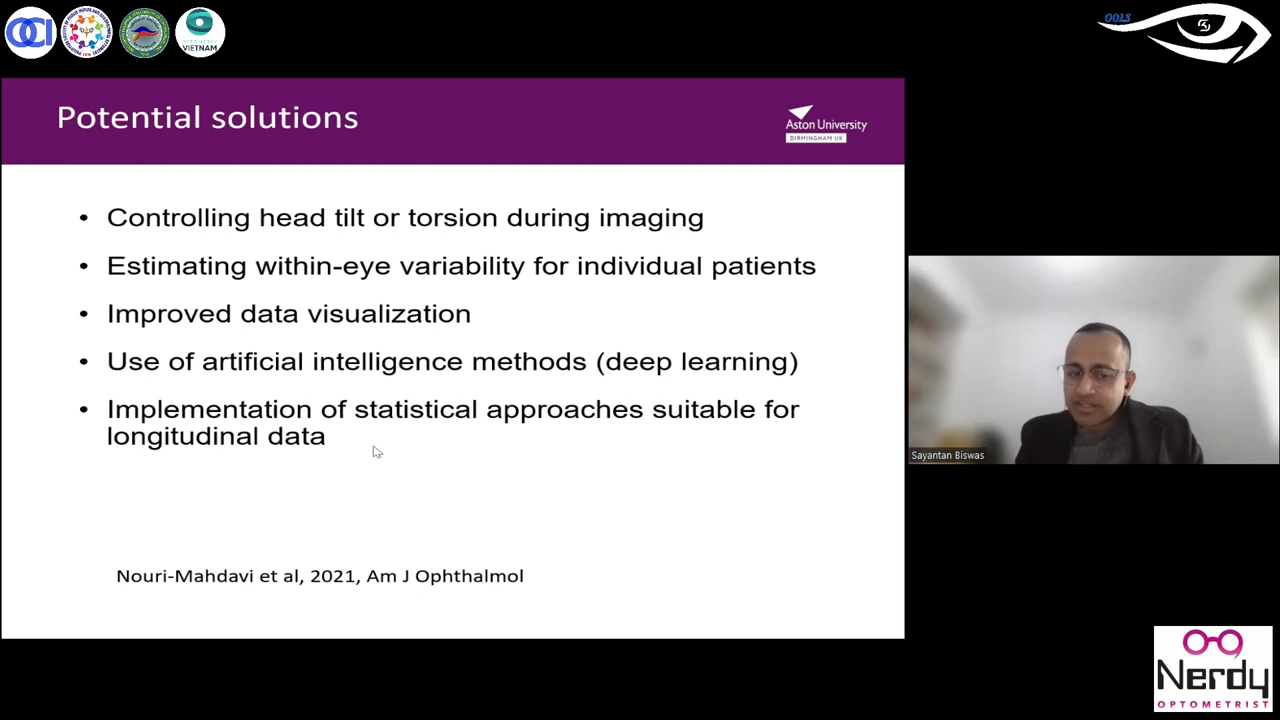 OCI
VIETNAM
OOLS
Potential solutions
Aston University
BIRMINGHAM UK
• Controlling head tilt or torsion during imaging
• Estimating within-eye variability for individual patients
• Improved data visualization
• Use of artificial intelligence methods (deep learning)
• Implementation of statistical approaches suitable for
longitudinal data
Sayantan Biswas
Nouri-Mahdavi et al, 2021, Am J Ophthalmol
Nerdy
OPTOMETRIST